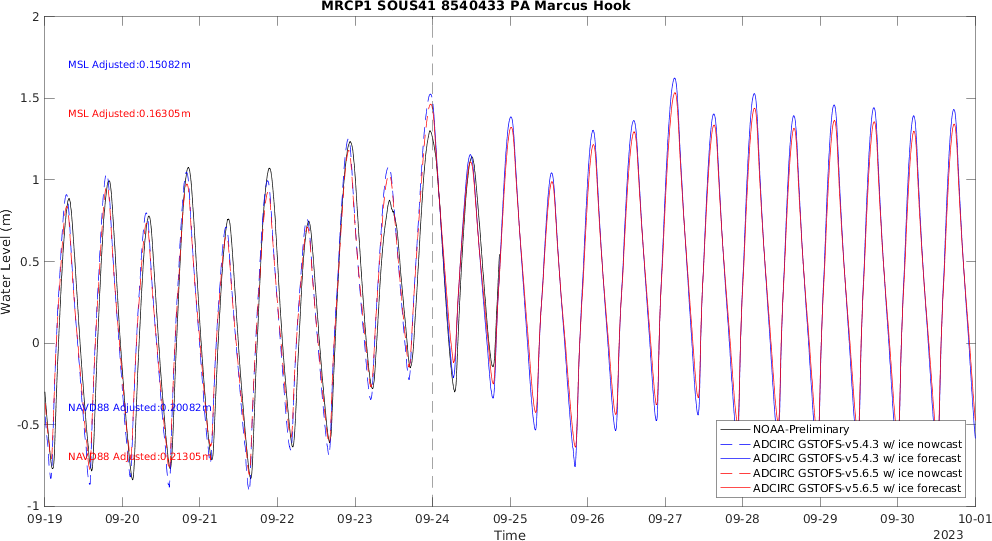 MRCP1 SOUS41 8540433 PA Marcus Hook
2
1.5
1
0.5
0
-0.5
-1
Water Level (m)
MSL Adjusted:0.15082m
MSL Adjusted:0.16305m
NAVD88 Adjusted:0.20082m
NAVD88 Adjusted:0.21305m
NOAA-Preliminary
ADCIRC GSTOFS-v5.4.3 w/ ice nowcast
ADCIRC GSTOFS-v5.4.3 w/ ice forecast
ADCIRC GSTOFS-v5.6.5 w/ ice nowcast
ADCIRC GSTOFS-v5.6.5 w/ ice forecast
09-19 09-20 09-21 09-22 09-23 09-24 09-25 09-26 09-27 09-28 09-29 09-30 10-01
Time
2023